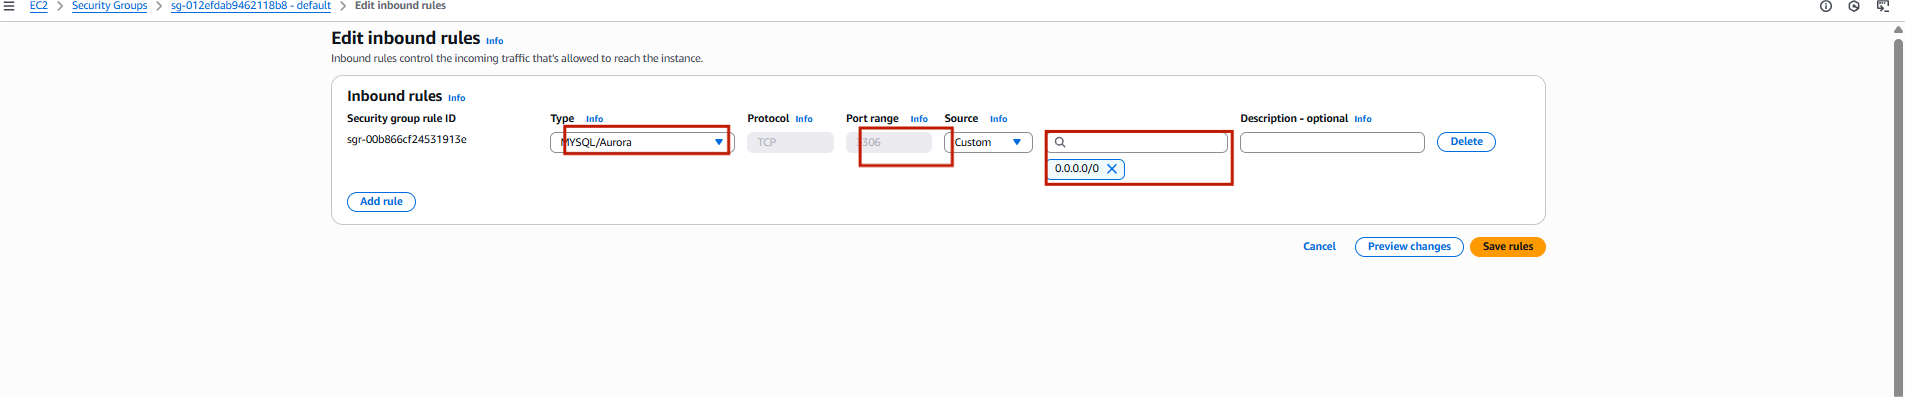 EC2 > Security Groups > sg-012efdab9462118b8 - default > Edit inbound rules
Edit inbound rules Info
Inbound rules control the incoming traffic that's allowed to reach the instance.
Inbound rules Info
Security group rule ID Type Info Protocol Info Port range Info Source Info Description - optional Info
sgr-00b866cf24531913e MYSQL/Aurora TCP 3306 Custom Delete
0.0.0.0/0
Add rule
Cancel Preview changes Save rules